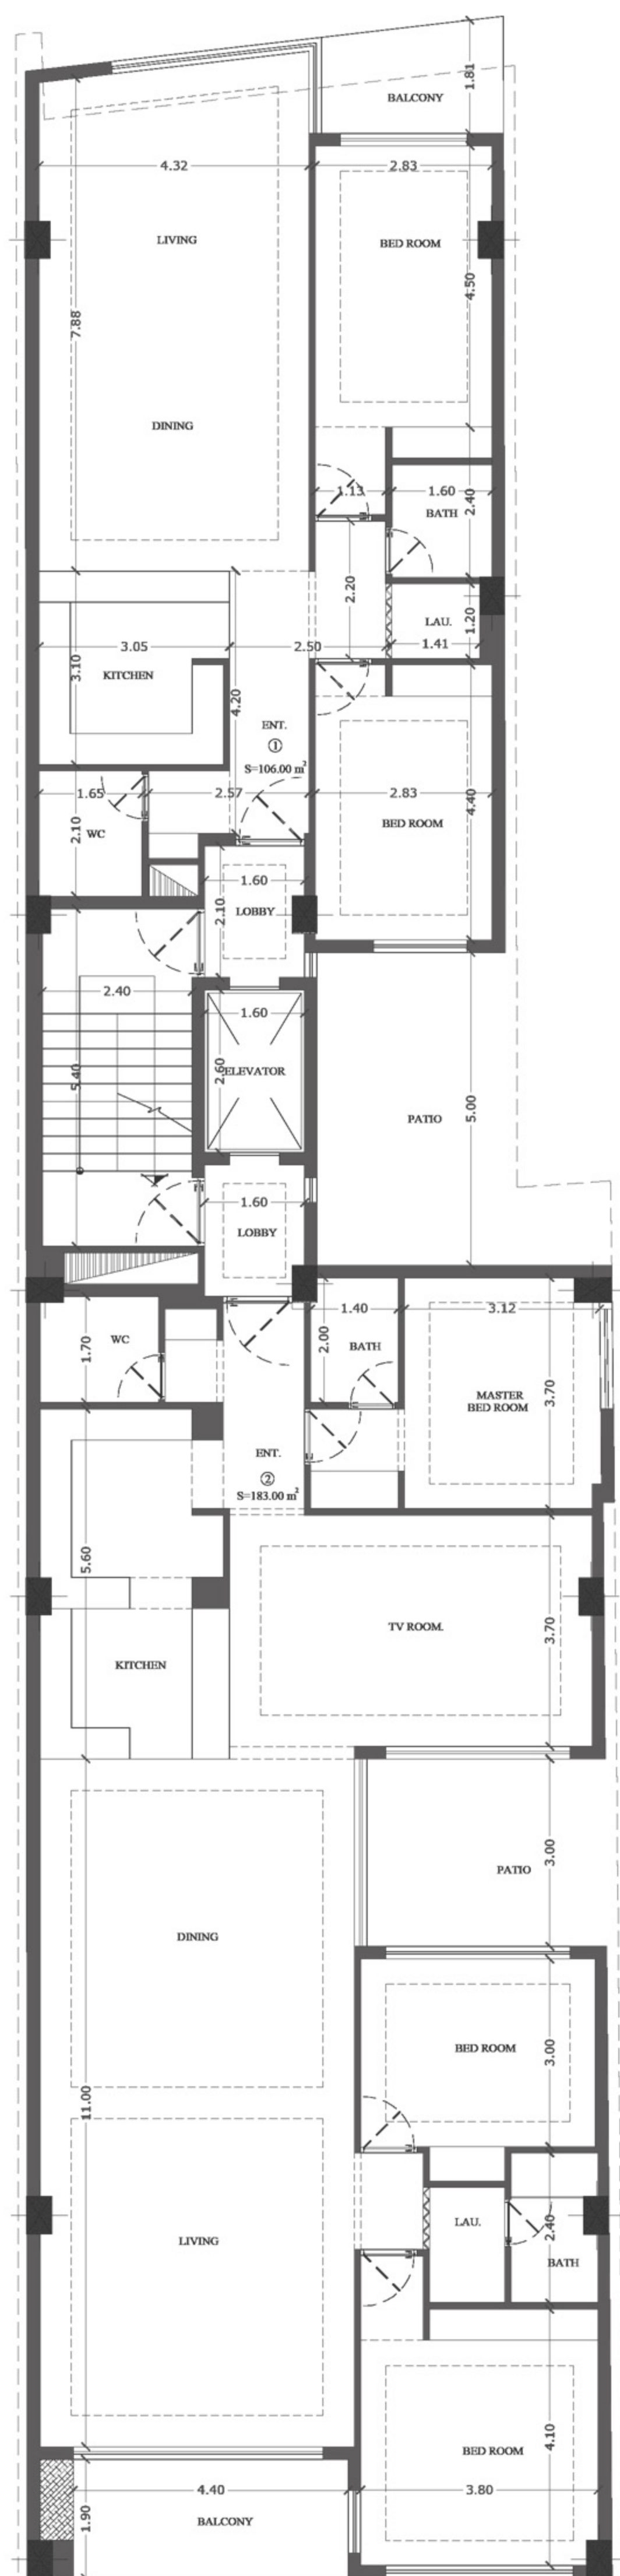 1.81
BALCONY
4.32
2.83
LIVING
BED ROOM
4.50
7.88
DINING
1.13
1.60
2.40
BATH
2.20
1.20
LAU.
3.05
2.50
1.41
3.10
KITCHEN
4.20
ENT.
1
S=106.00 m²
1.65
2.57
2.83
4.40
2.10
WC
BED ROOM
1.60
2.10
LOBBY
2.40
1.60
5.40
2.60
ELEVATOR
PATIO
5.00
1.60
LOBBY
1.40
3.12
1.70
WC
2.00
BATH
3.70
MASTER
BED ROOM
ENT.
2
S=183.00 m²
5.60
TV ROOM.
3.70
KITCHEN
3.00
PATIO
DINING
BED ROOM
3.00
11.00
LAU.
2.40
LIVING
BATH
4.10
BED ROOM
4.40
3.80
1.90
BALCONY